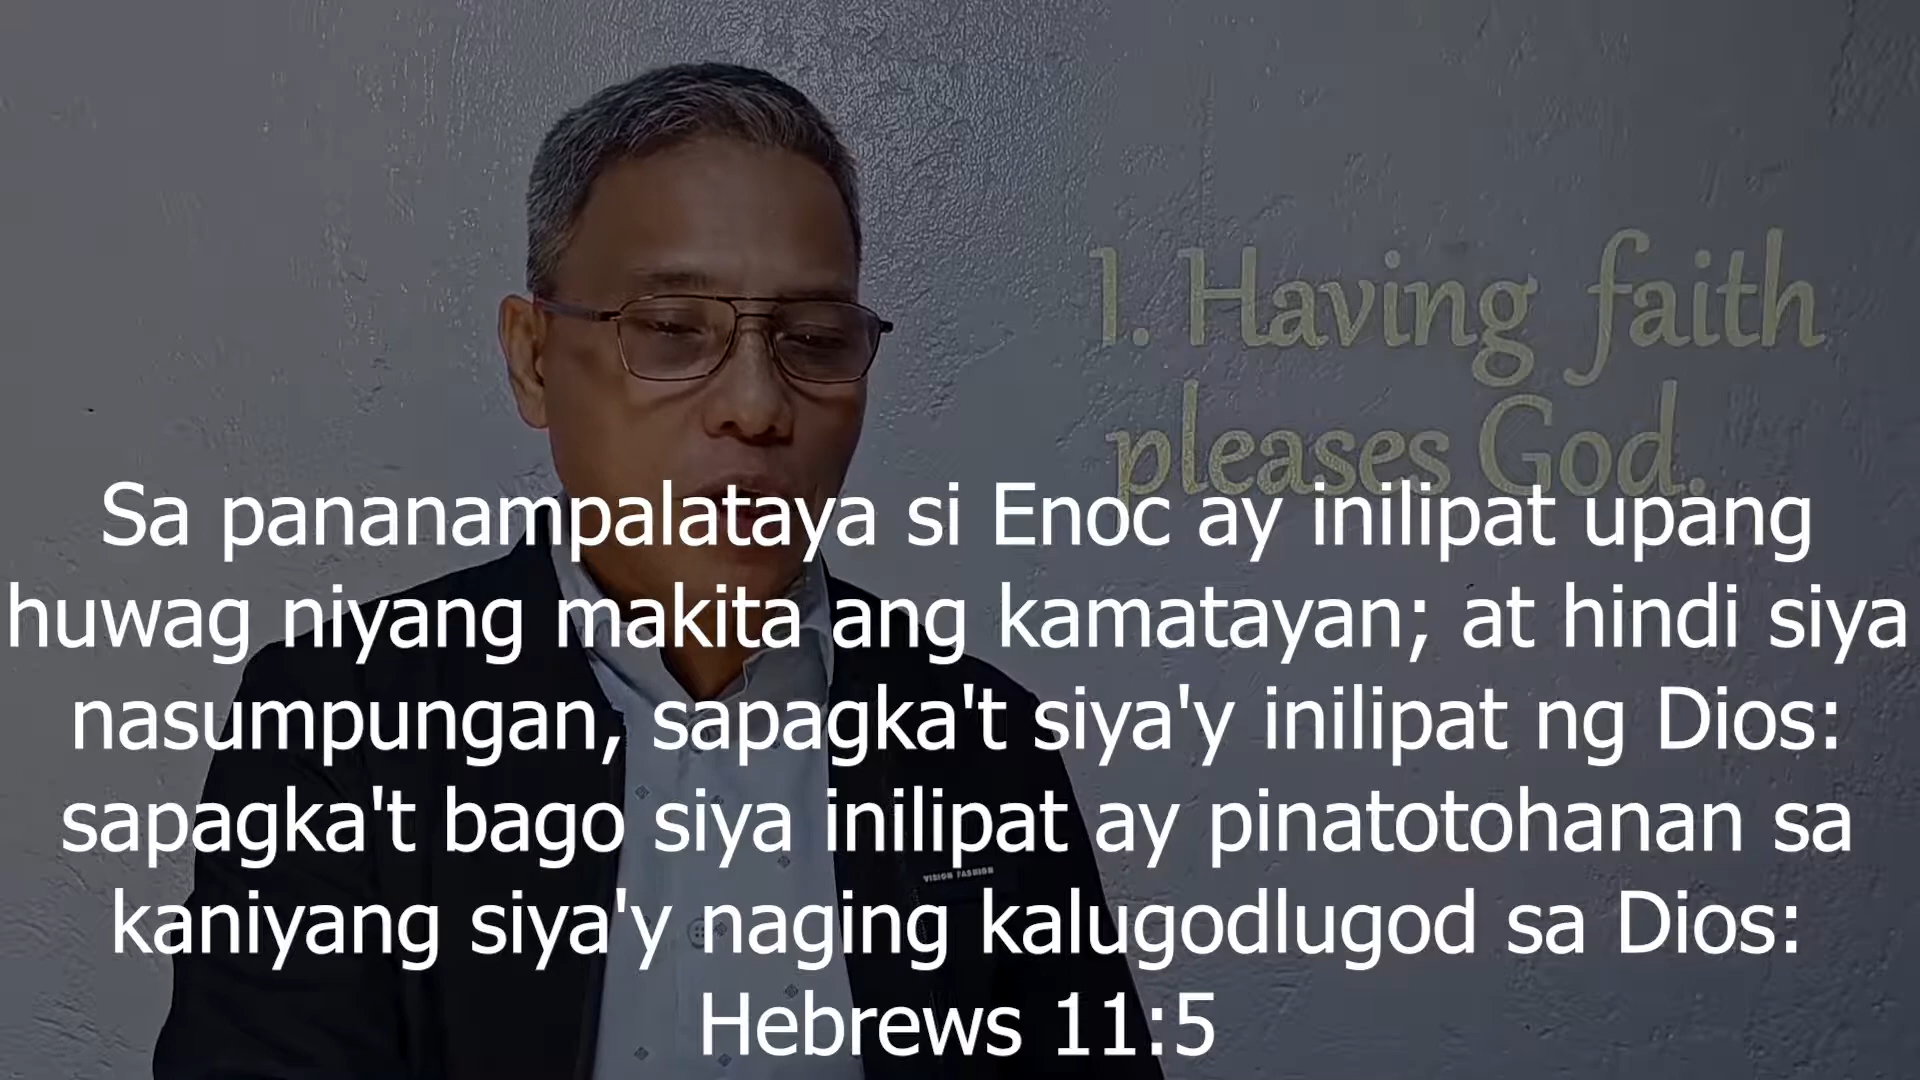 1. Having faith
pleases God.
Sa pananampalataya si Enoc ay inilipat upang
huwag niyang makita ang kamatayan; at hindi siya
nasumpungan, sapagka't siya'y inilipat ng Dios:
sapagka't bago siya inilipat ay pinatotohanan sa
kaniyang siya'y naging kalugodlugod sa Dios:
Hebrews 11:5
VISION FASHION